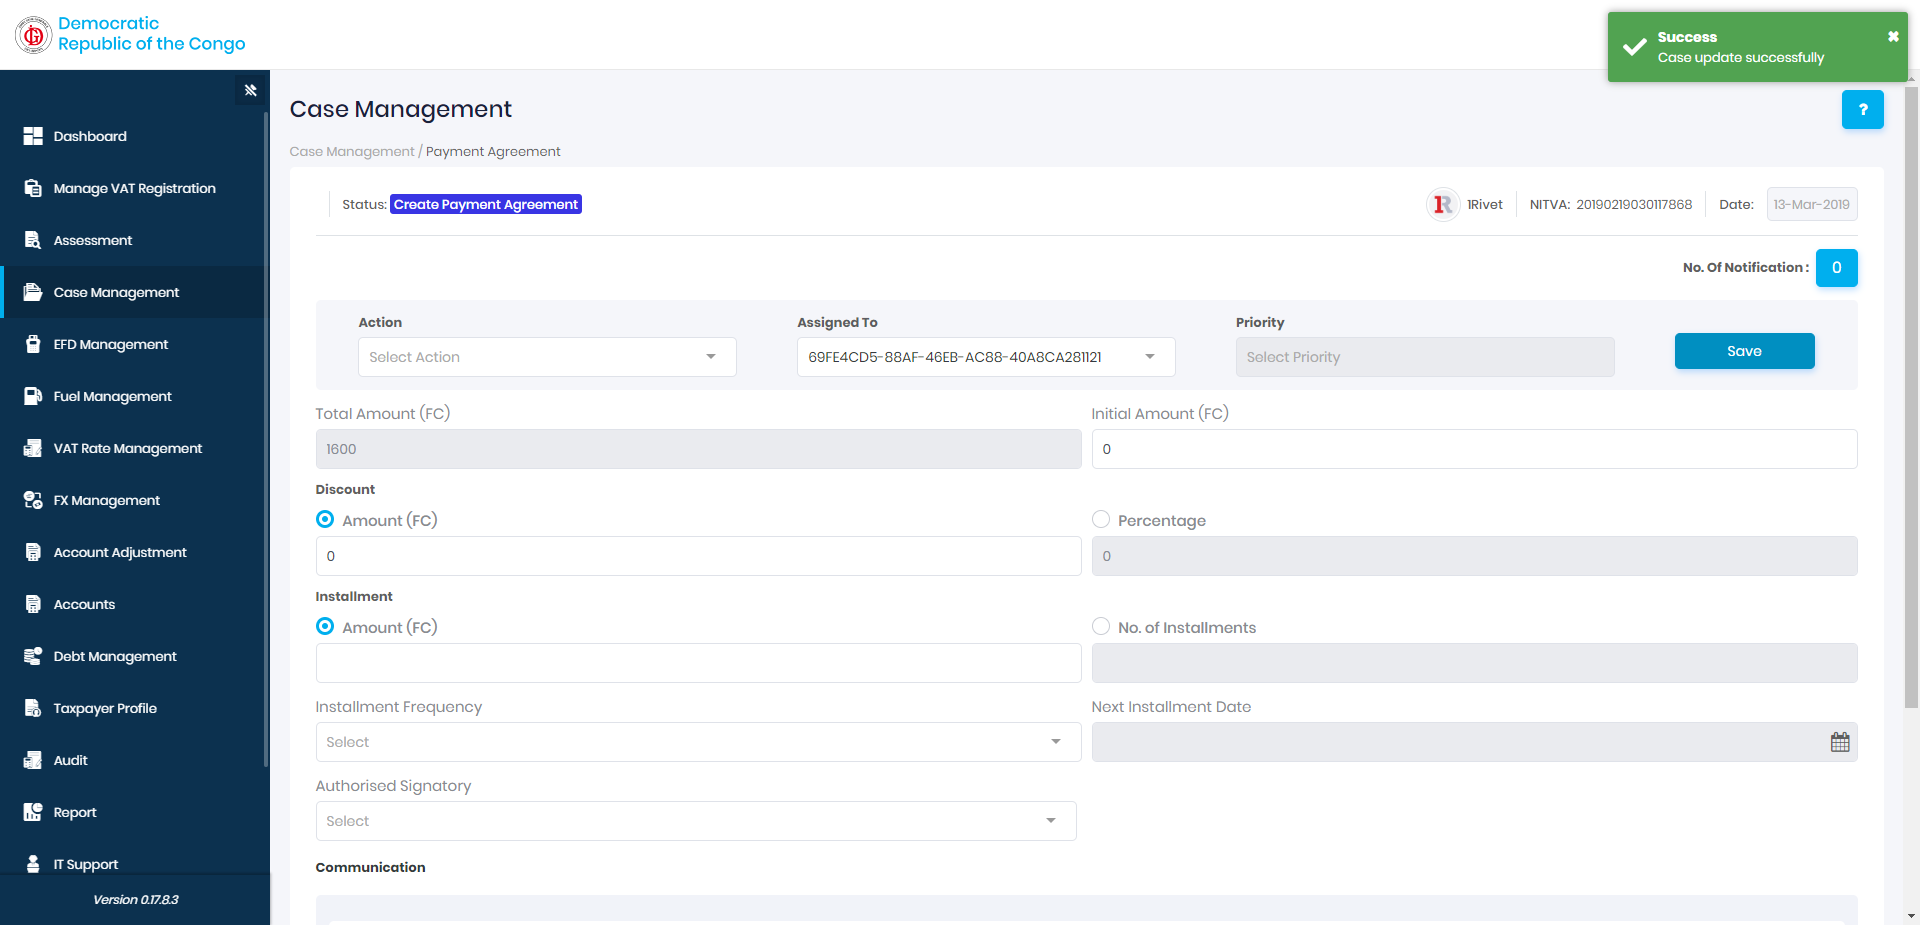 Democratic
Republic of the Congo
Success
Case update successfully
Case Management
?
Case Management / Payment Agreement
Dashboard
Manage VAT Registration
Assessment
Case Management
EFD Management
Fuel Management
VAT Rate Management
FX Management
Account Adjustment
Accounts
Debt Management
Taxpayer Profile
Audit
Report
IT Support
Version 0.17.8.3
Status: Create Payment Agreement
1R 1Rivet NITVA: 20190219030117868 Date: 13-Mar-2019
No. Of Notification : 0
Action Assigned To Priority
Select Action 69FE4CD5-88AF-46EB-AC88-40A8CA281121 Select Priority Save
Total Amount (FC) Initial Amount (FC)
1600 0
Discount
Amount (FC) Percentage
0 0
Installment
Amount (FC) No. of Installments
Installment Frequency Next Installment Date
Select
Authorised Signatory
Select
Communication